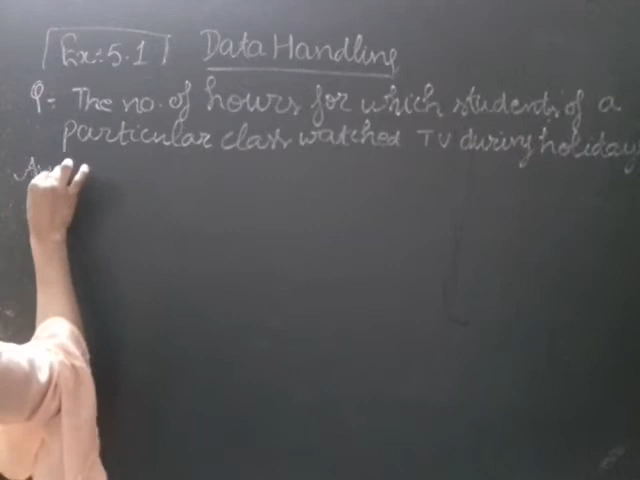 Ex:-5.1 Data Handling
Q- The no. of hours for which students of a
particular class watched TV during holidays